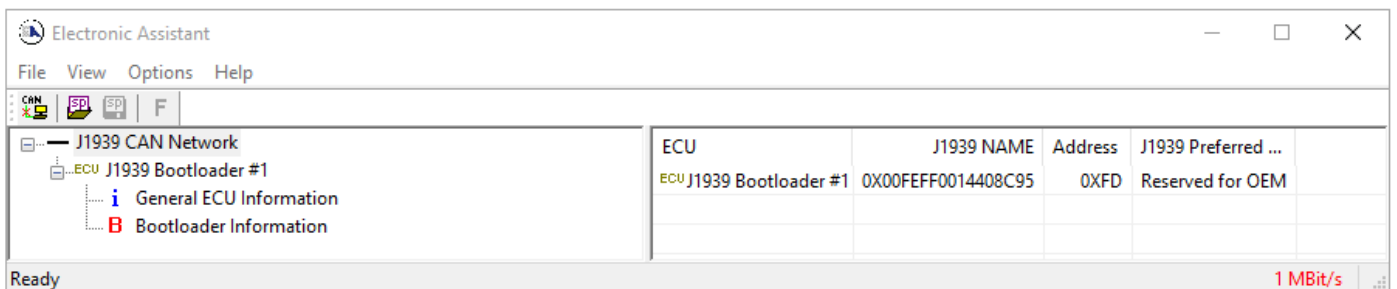 Electronic Assistant
File View Options Help
CAN SP SP F
J1939 CAN Network
ECU J1939 Bootloader #1
i General ECU Information
B Bootloader Information
ECU J1939 NAME Address J1939 Preferred ...
ECU J1939 Bootloader #1 0X00FEFF0014408C95 0XFD Reserved for OEM
Ready 1 MBit/s